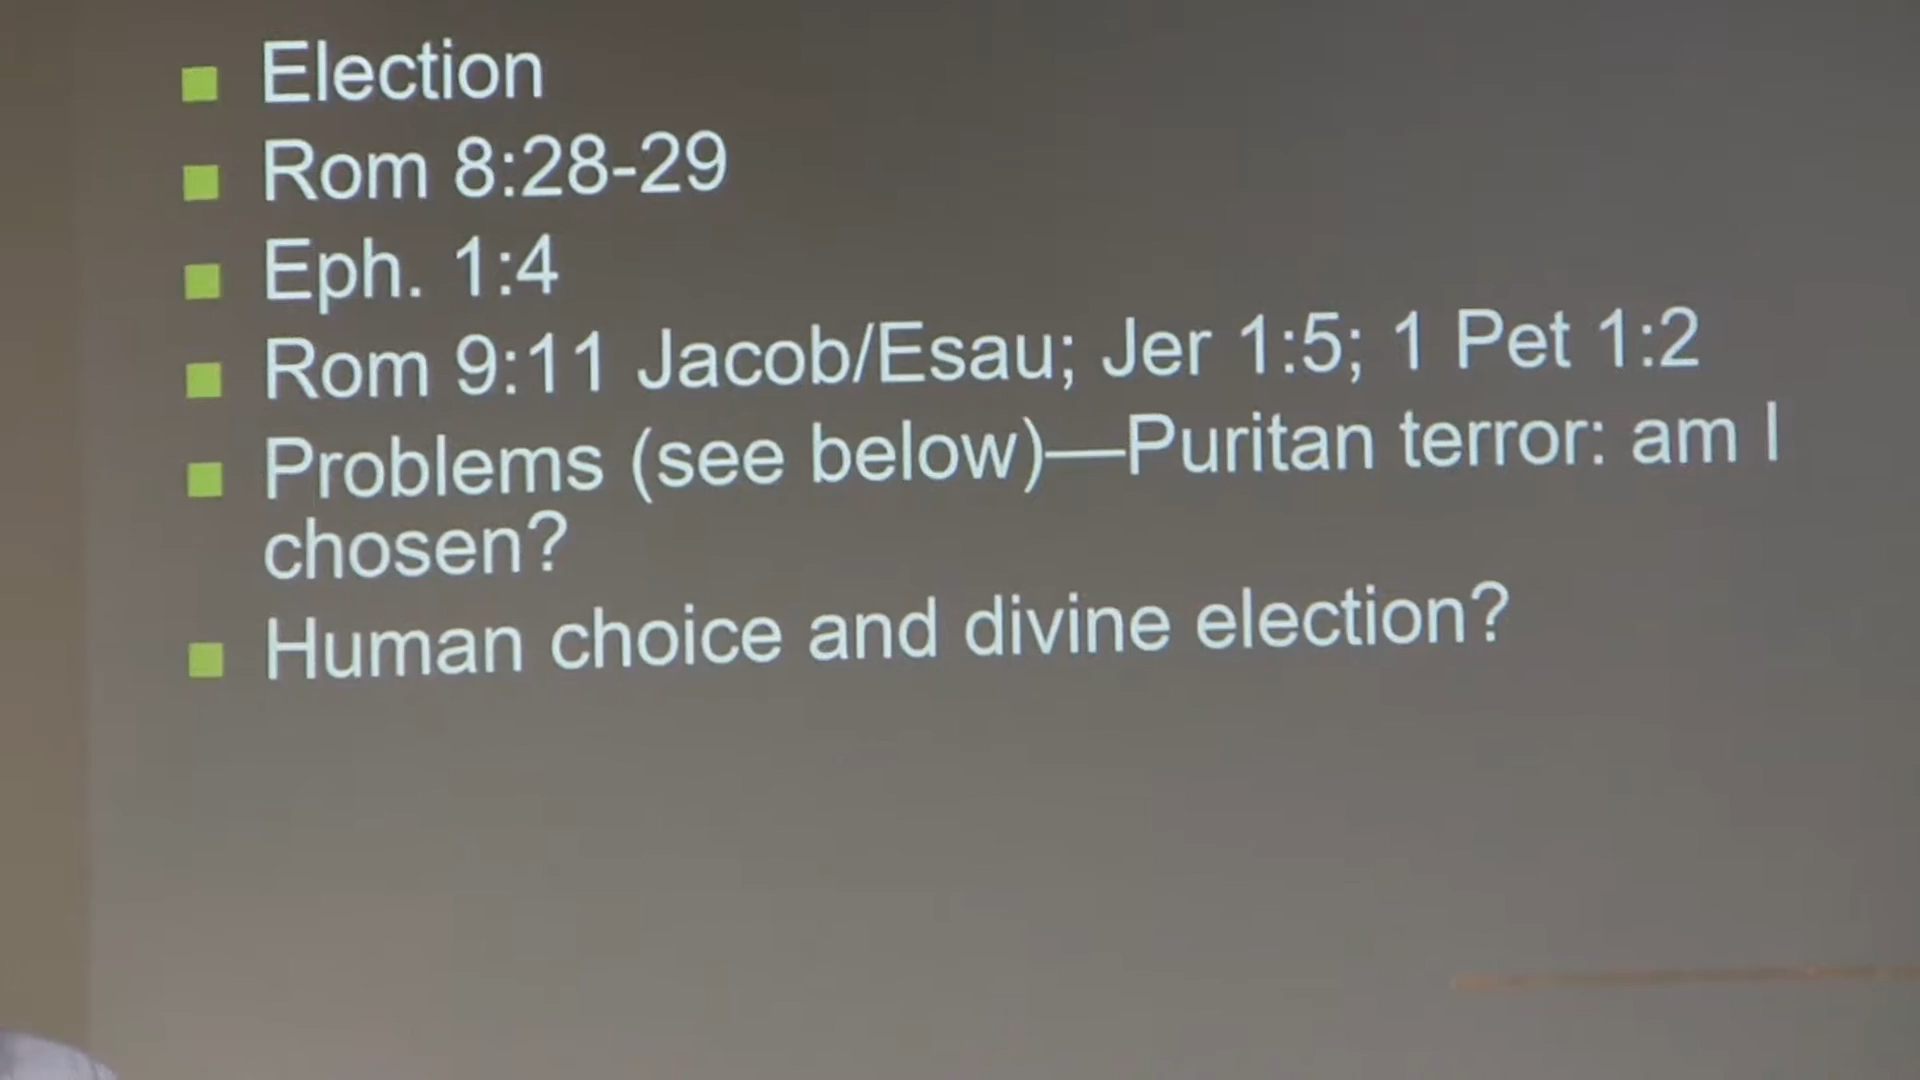 Election
Rom 8:28-29
Eph. 1:4
Rom 9:11 Jacob/Esau; Jer 1:5; 1 Pet 1:2
Problems (see below)—Puritan terror: am I
chosen?
Human choice and divine election?